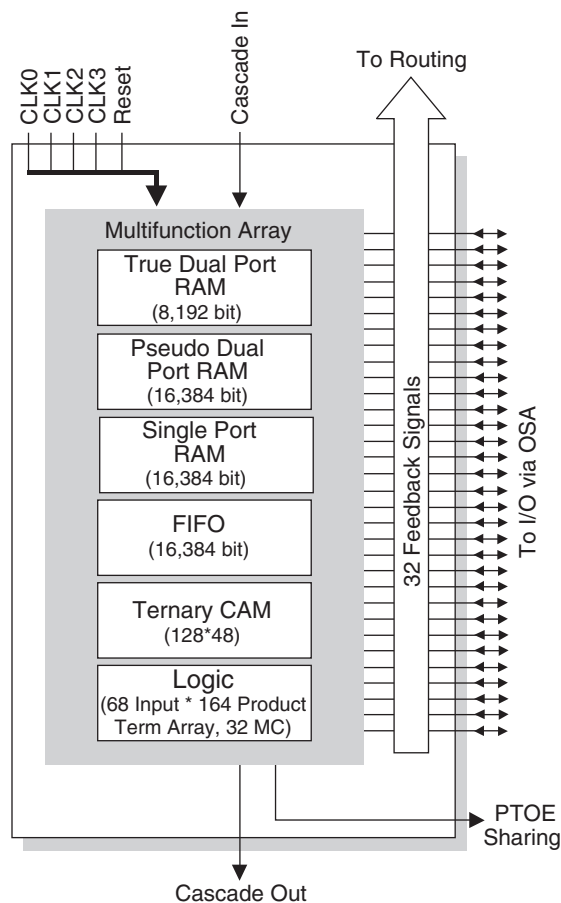 CLK0
CLK1
CLK2
CLK3
Reset
Cascade In
To Routing
Multifunction Array
True Dual Port
RAM
(8,192 bit)
Pseudo Dual
Port RAM
(16,384 bit)
Single Port
RAM
(16,384 bit)
FIFO
(16,384 bit)
Ternary CAM
(128*48)
Logic
(68 Input * 164 Product
Term Array, 32 MC)
32 Feedback Signals
To I/O via OSA
PTOE
Sharing
Cascade Out